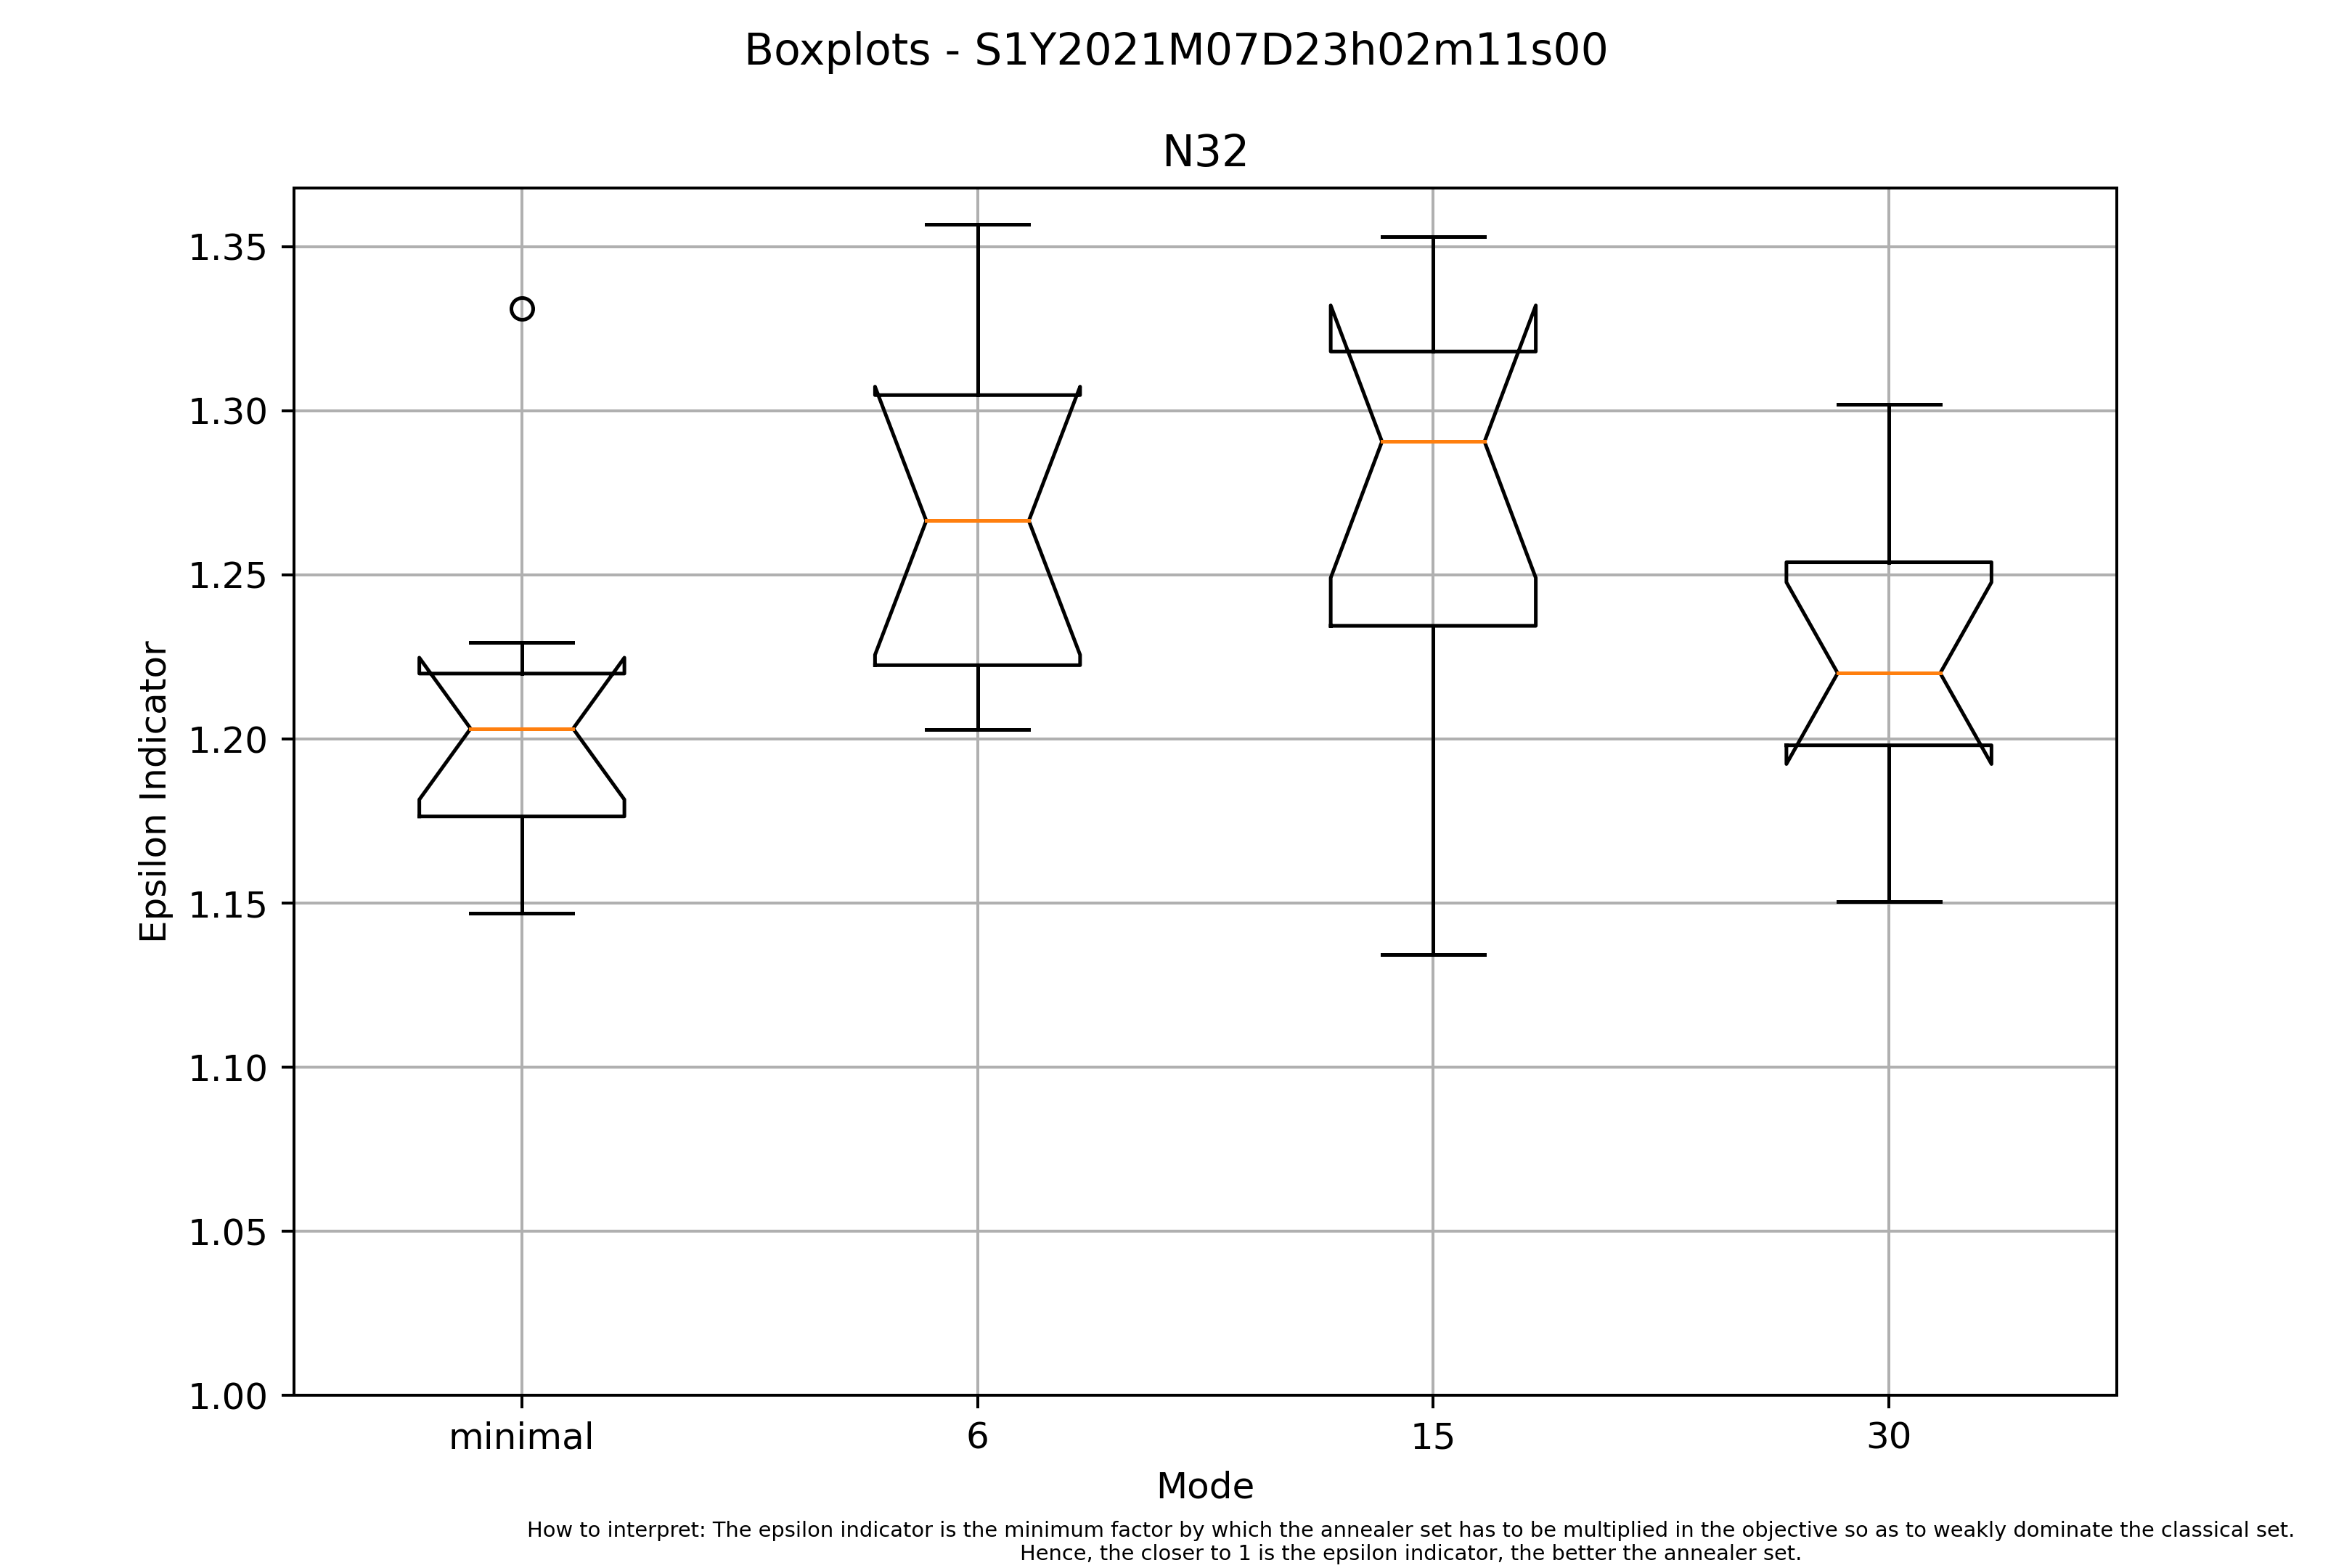 Boxplots - S1Y2021M07D23h02m11s00
N32
1.35
1.30
1.25
1.20
1.15
1.10
1.05
1.00
Epsilon Indicator
minimal 6 15 30
Mode
How to interpret: The epsilon indicator is the minimum factor by which the annealer set has to be multiplied in the objective so as to weakly dominate the classical set.
Hence, the closer to 1 is the epsilon indicator, the better the annealer set.